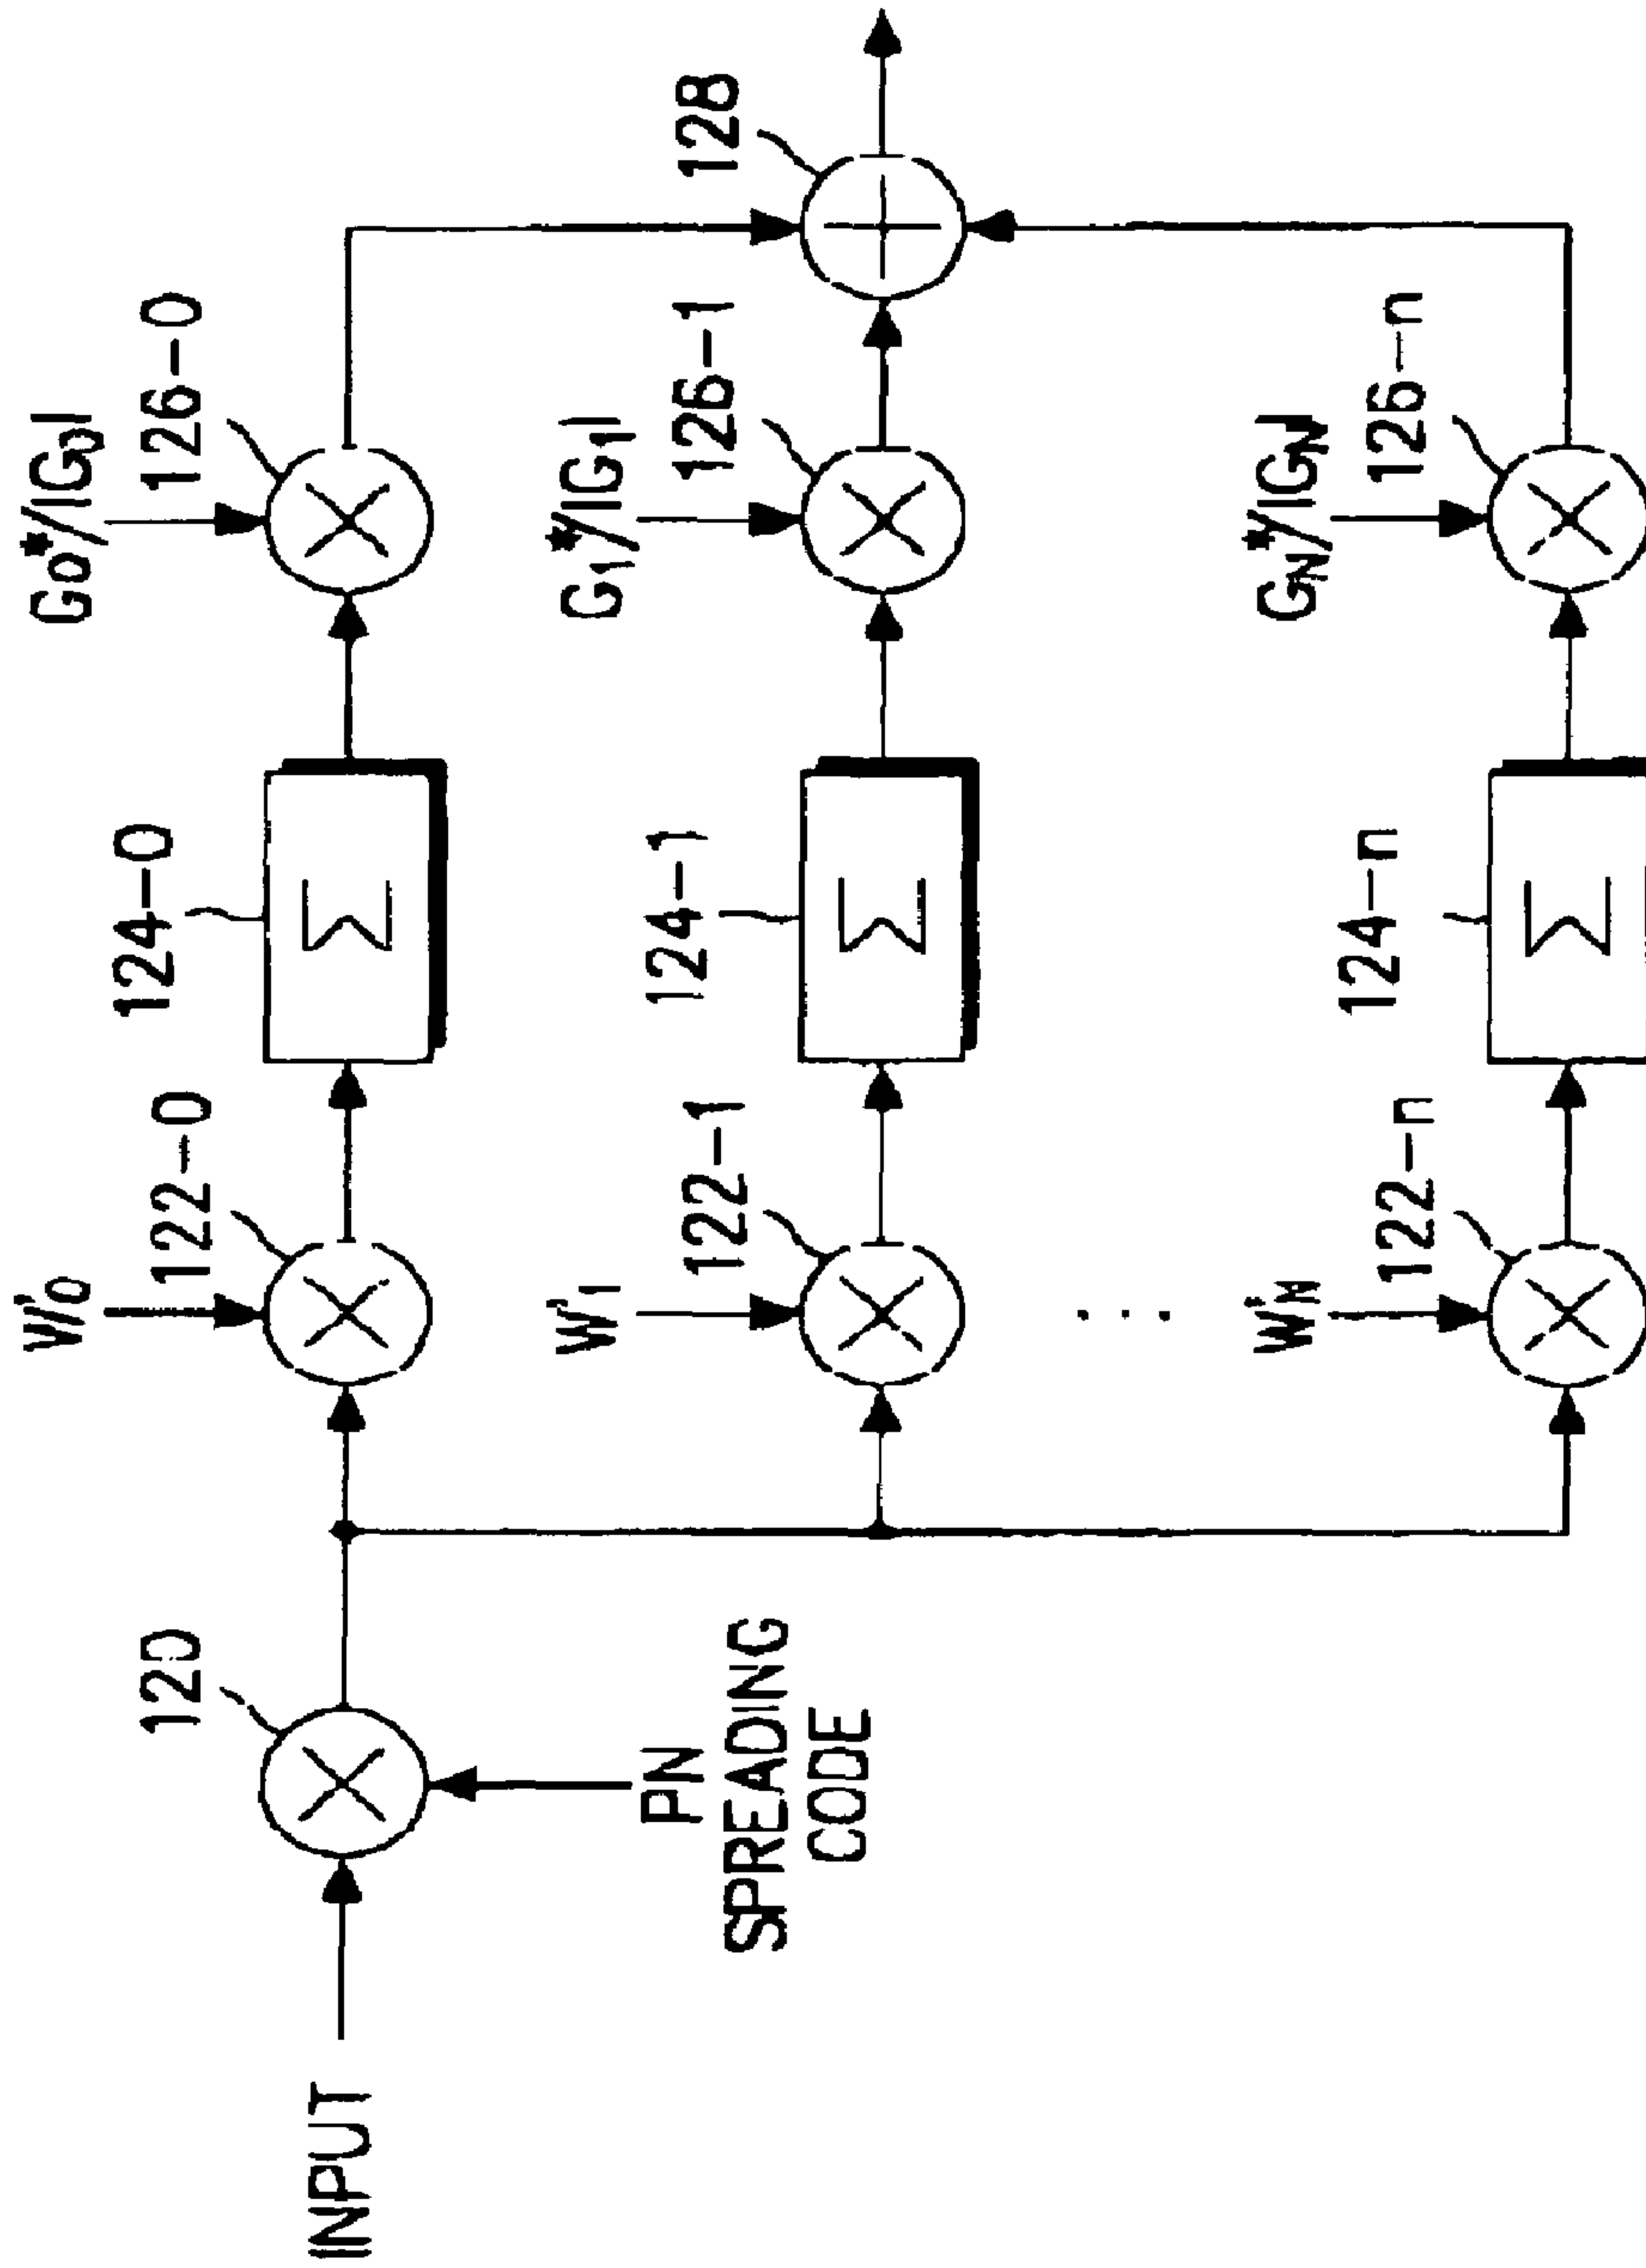 INPUT
120
PN
SPREADING
CODE
W'0
122-0
124-0
Σ
G0*/|G0|
126-0
W'1
122-1
124-1
Σ
G1*/|G1|
126-1
128
...
W'N
122-n
124-n
Σ
GN*/|GN|
126-n